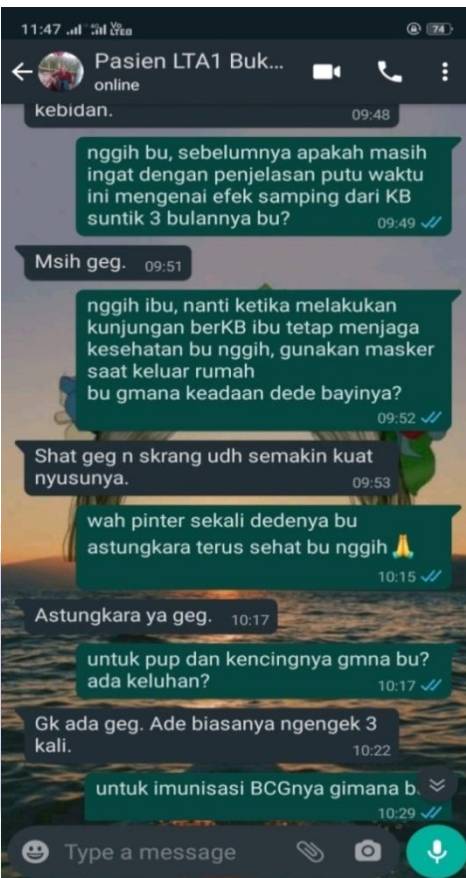 11:47
74
Pasien LTA1 Buk...
online
kebidan.
09:48
nggih bu, sebelumnya apakah masih
ingat dengan penjelasan putu waktu
ini mengenai efek samping dari KB
suntik 3 bulannya bu?
09:49
Msih geg. 09:51
nggih ibu, nanti ketika melakukan
kunjungan berKB ibu tetap menjaga
kesehatan bu nggih, gunakan masker
saat keluar rumah
bu gmana keadaan dede bayinya?
09:52
Shat geg n skrang udh semakin kuat
nyusunya.
09:53
wah pinter sekali dedenya bu
astungkara terus sehat bu nggih 🙏
10:15
Astungkara ya geg. 10:17
untuk pup dan kencingnya gmna bu?
ada keluhan?
10:17
Gk ada geg. Ade biasanya ngengek 3
kali.
10:22
untuk imunisasi BCGnya gimana b
10:29
Type a message